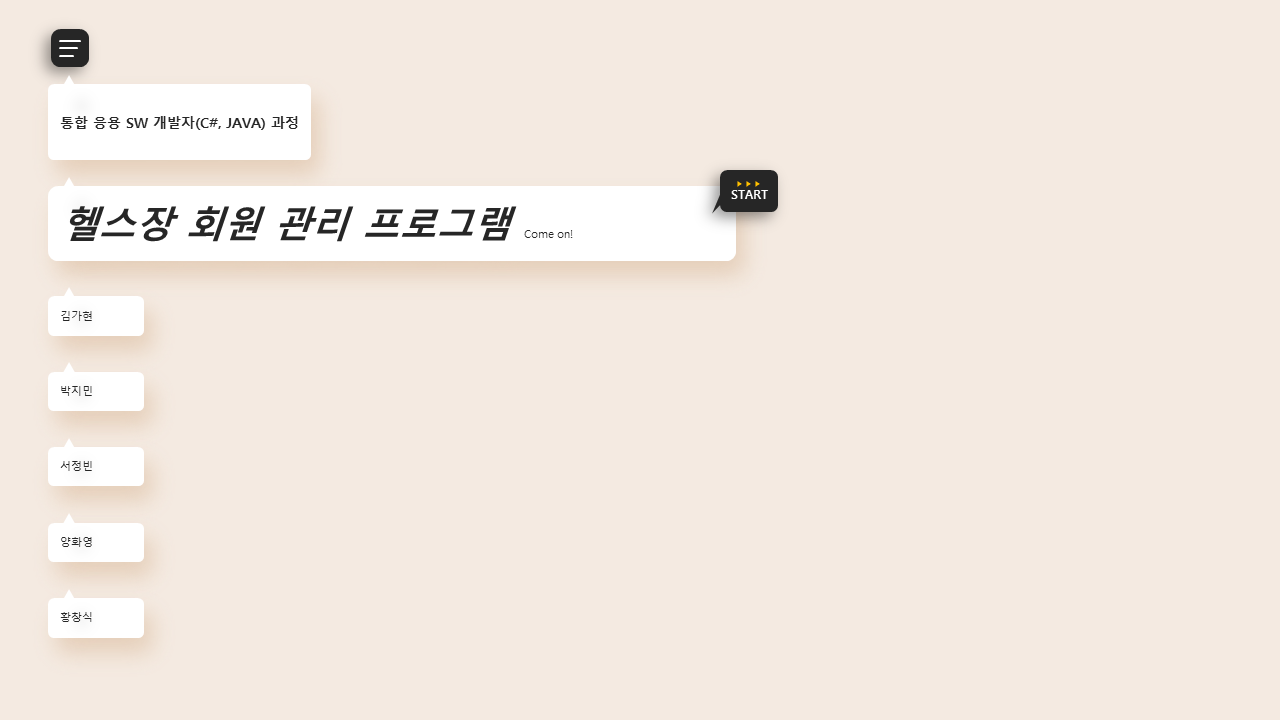 통합 응용 SW 개발자(C#, JAVA) 과정
START
헬스장 회원 관리 프로그램 Come on!
김가현
박지민
서정빈
양화영
황창식